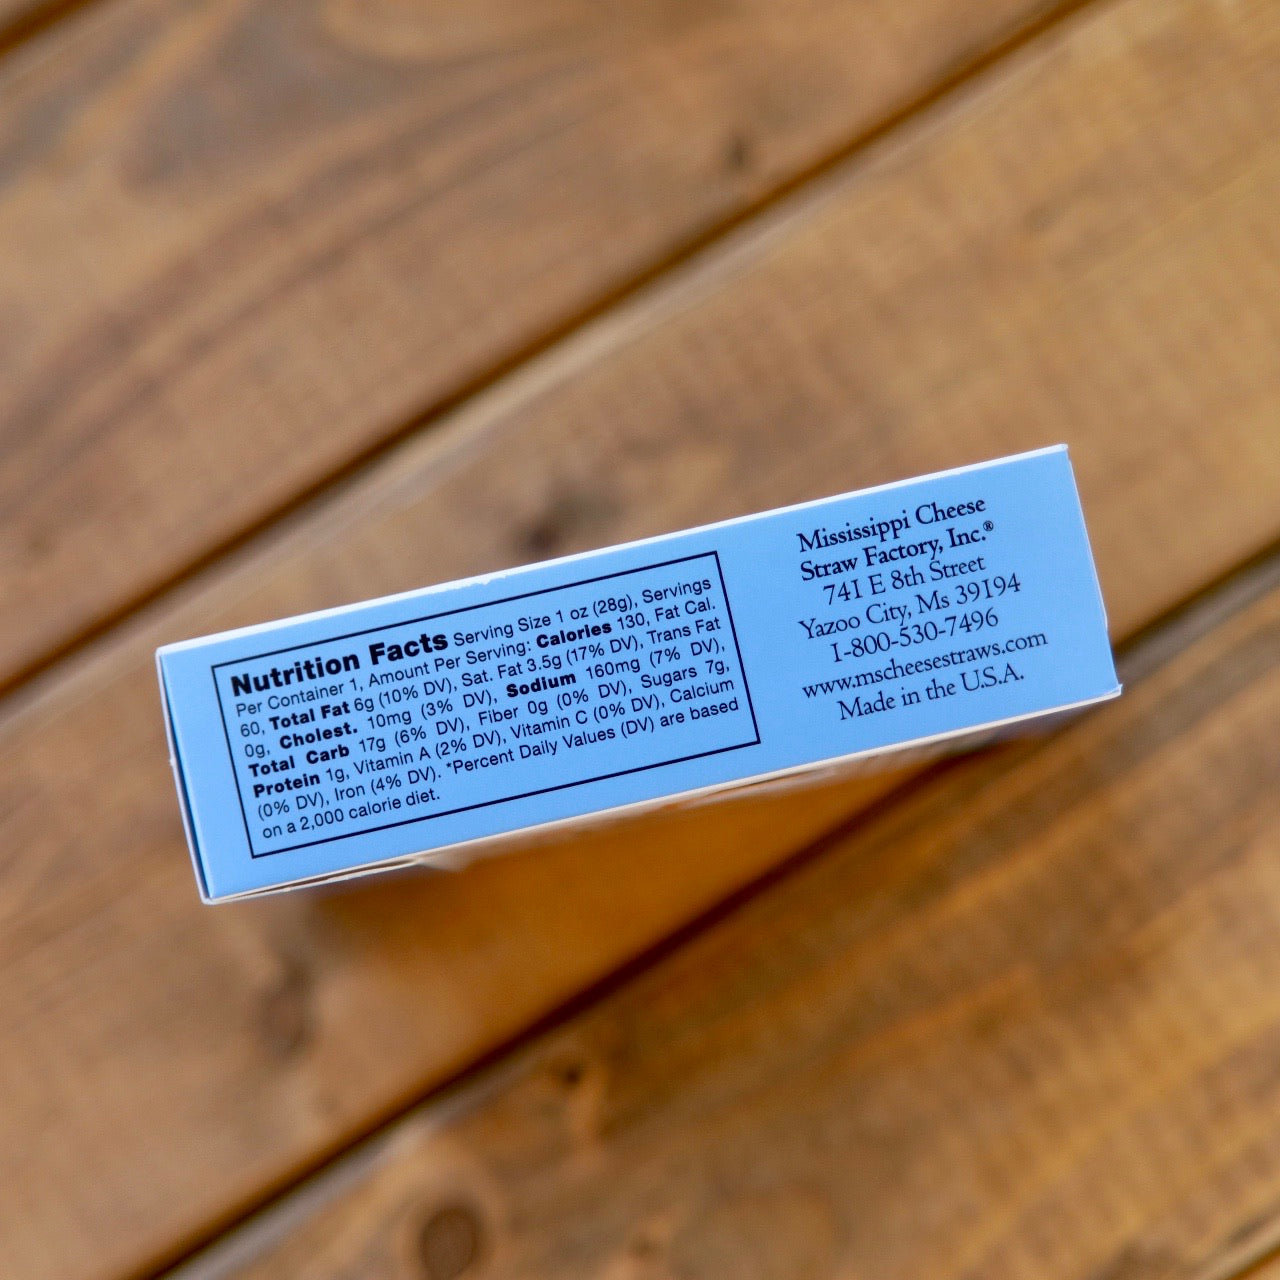 Nutrition Facts Serving Size 1 oz (28g), Servings
Per Container 1, Amount Per Serving: Calories 130, Fat Cal.
60, Total Fat 6g (10% DV), Sat. Fat 3.5g (17% DV), Trans Fat
0g, Cholest. 10mg (3% DV), Sodium 160mg (7% DV),
Total Carb 17g (6% DV), Fiber 0g (0% DV), Sugars 7g,
Protein 1g, Vitamin A (2% DV), Vitamin C (0% DV), Calcium
(0% DV), Iron (4% DV). *Percent Daily Values (DV) are based
on a 2,000 calorie diet.
Mississippi Cheese
Straw Factory, Inc.®
741 E 8th Street
Yazoo City, Ms 39194
1-800-530-7496
www.mscheesestraws.com
Made in the U.S.A.